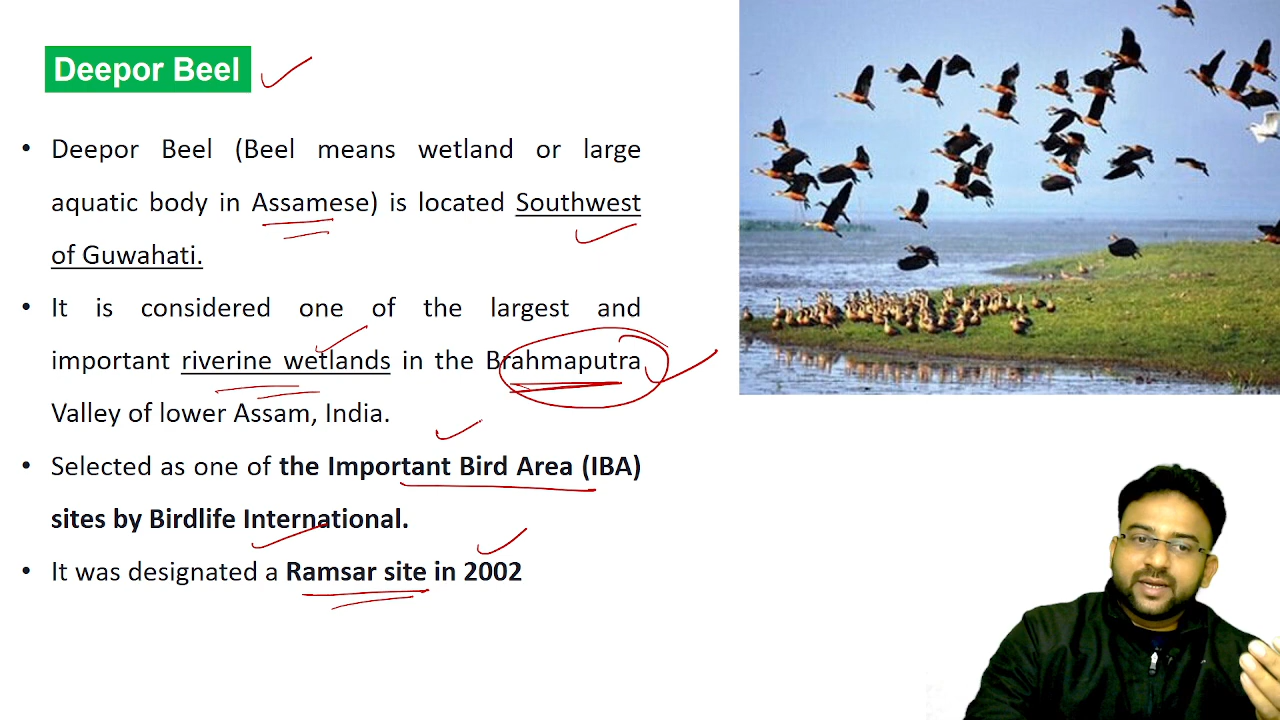 Deepor Beel
• Deepor Beel (Beel means wetland or large
aquatic body in Assamese) is located Southwest
of Guwahati.
• It is considered one of the largest and
important riverine wetlands in the Brahmaputra
Valley of lower Assam, India.
• Selected as one of the Important Bird Area (IBA)
sites by Birdlife International.
• It was designated a Ramsar site in 2002